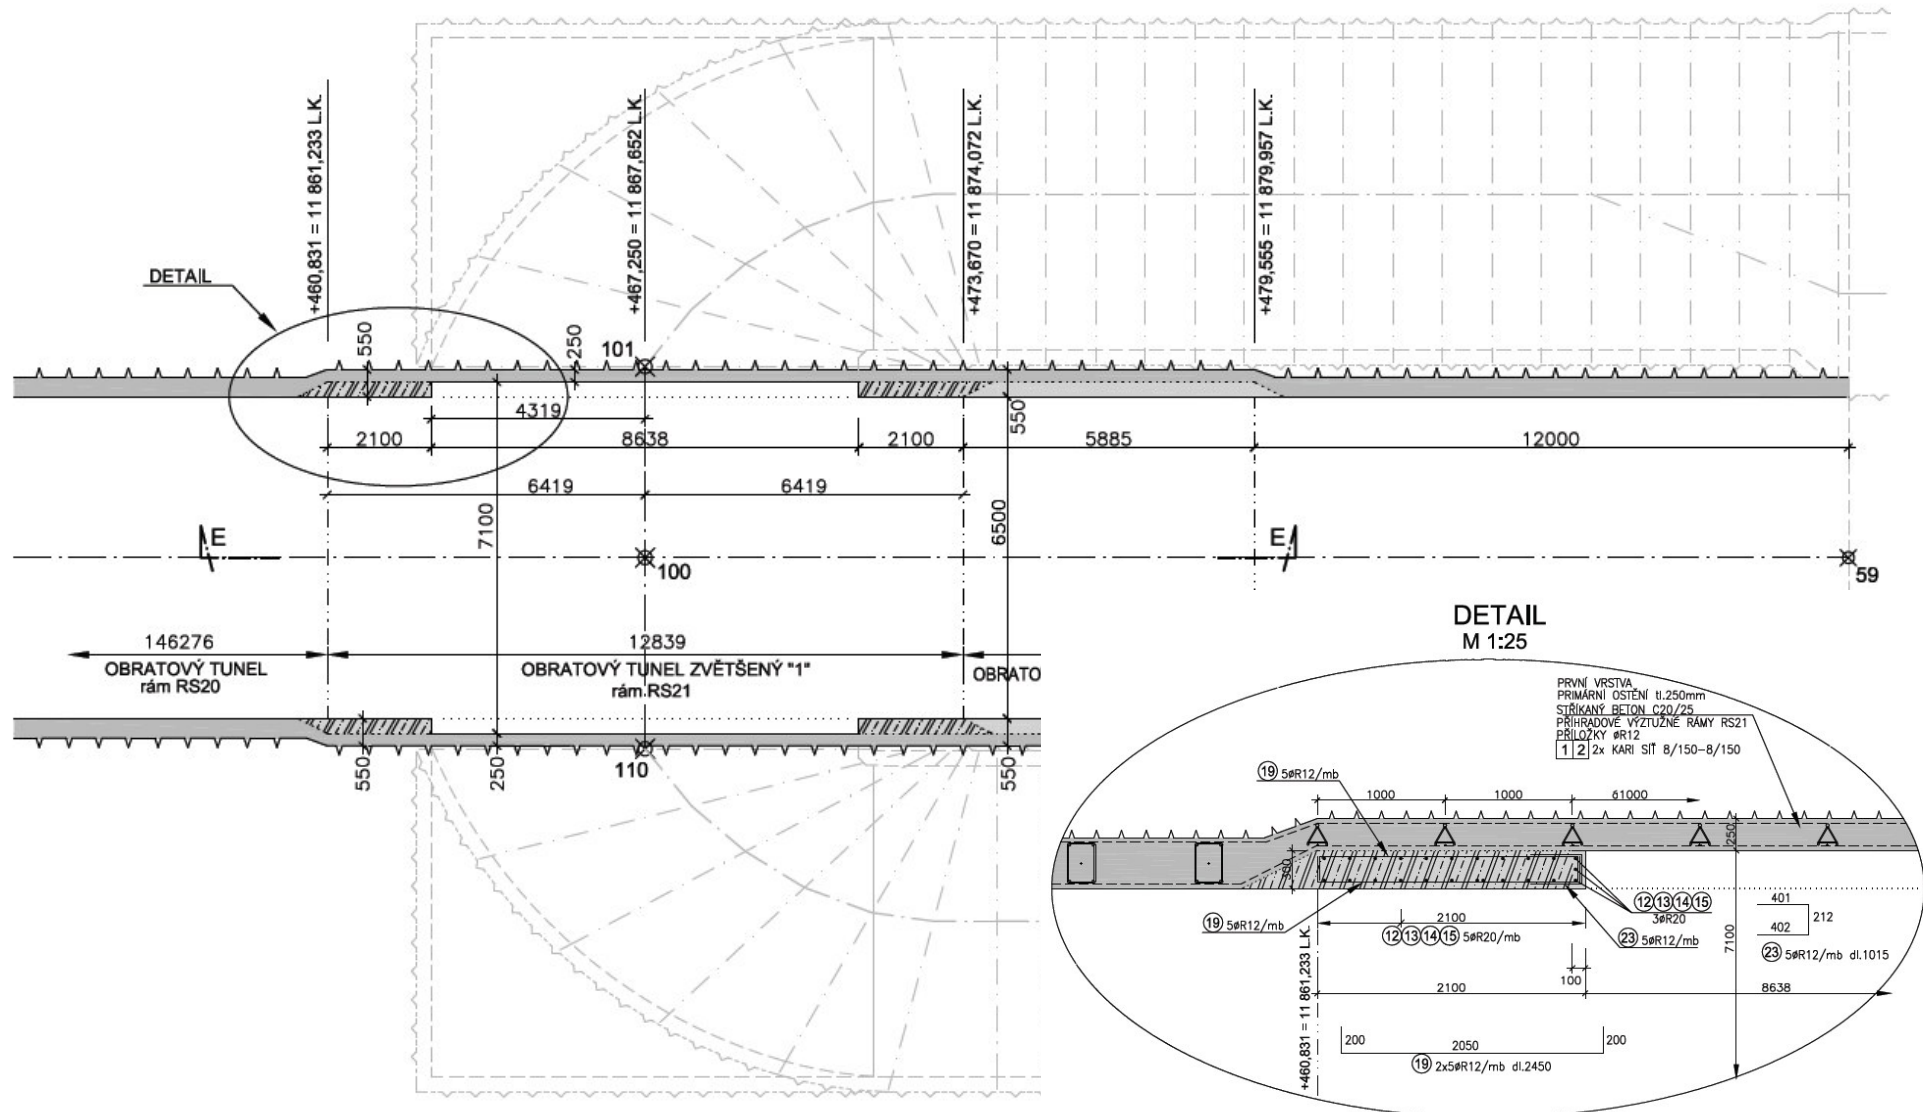 +460,831 = 11 861,233 L.K.
+467,250 = 11 867,652 L.K.
+473,670 = 11 874,072 L.K.
+479,555 = 11 879,957 L.K.
DETAIL
550
250
101
4319
550
2100
8638
2100
5885
12000
6419
6419
7100
6500
E
E
100
59
146276
OBRATOVÝ TUNEL
rám RS20
12839
OBRATOVÝ TUNEL ZVĚTŠENÝ "1"
rám RS21
OBRATO
550
250
110
550
DETAIL
M 1:25
PRVNÍ VRSTVA
PRIMÁRNÍ OSTĚNÍ tl.250mm
STŘÍKANÝ BETON C20/25
PŘÍHRADOVÉ VÝZTUŽNÉ RÁMY RS21
PŘÍLOŽKY øR12
1 2 2x KARI SÍŤ 8/150-8/150
19 5øR12/mb
1000
1000
61000
250
300
12 13 14 15
3øR20
401
212
402
19 5øR12/mb
2100
12 13 14 15 5øR20/mb
23 5øR12/mb
23 5øR12/mb dl.1015
7100
100
2100
8638
+460,831 = 11 861,233 L.K.
200
2050
200
19 2x5øR12/mb dl.2450